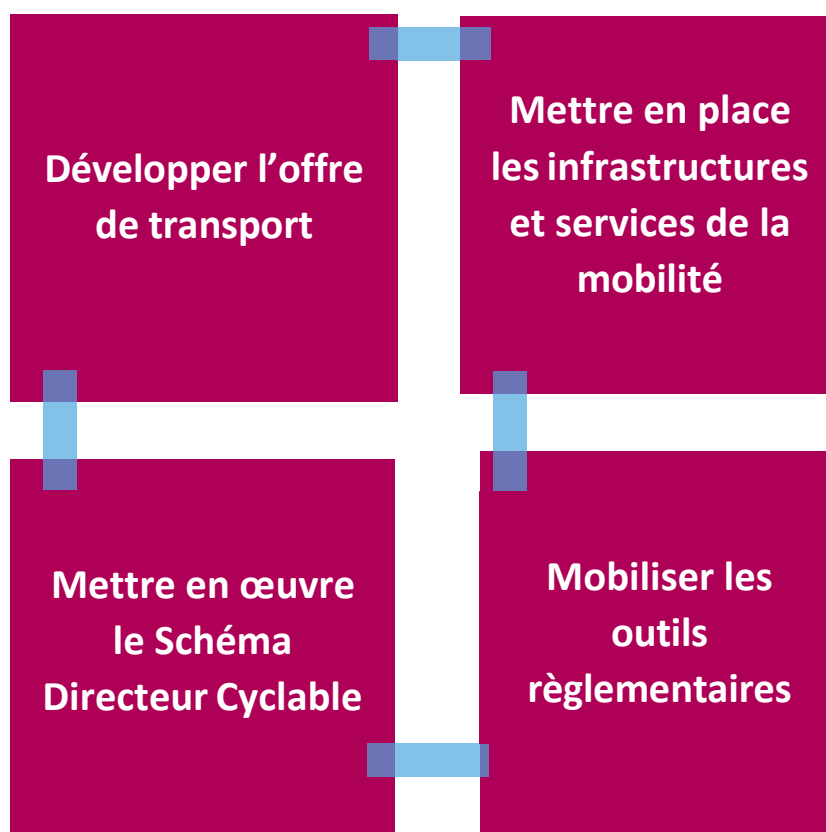 Développer l’offre
de transport
Mettre en place
les infrastructures
et services de la
mobilité
Mettre en œuvre
le Schéma
Directeur Cyclable
Mobiliser les
outils
règlementaires